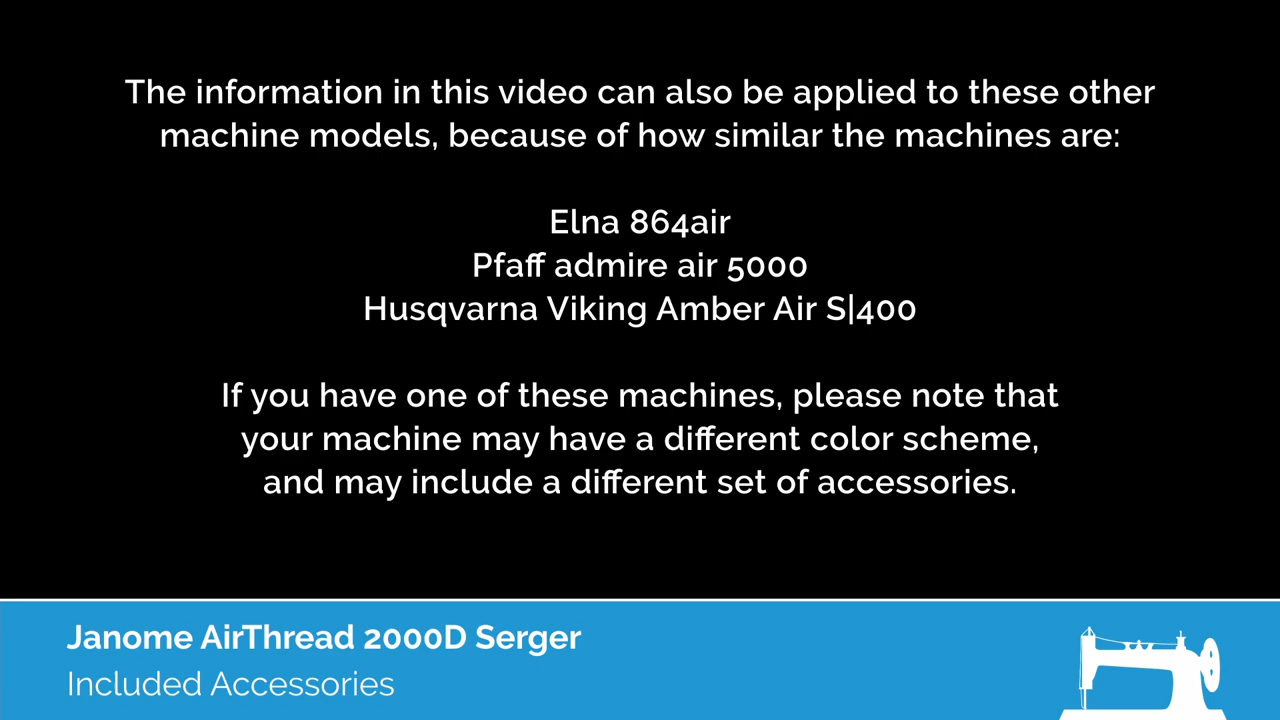 The information in this video can also be applied to these other
machine models, because of how similar the machines are:
Elna 864air
Pfaff admire air 5000
Husqvarna Viking Amber Air S|400
If you have one of these machines, please note that
your machine may have a different color scheme,
and may include a different set of accessories.
Janome AirThread 2000D Serger
Included Accessories